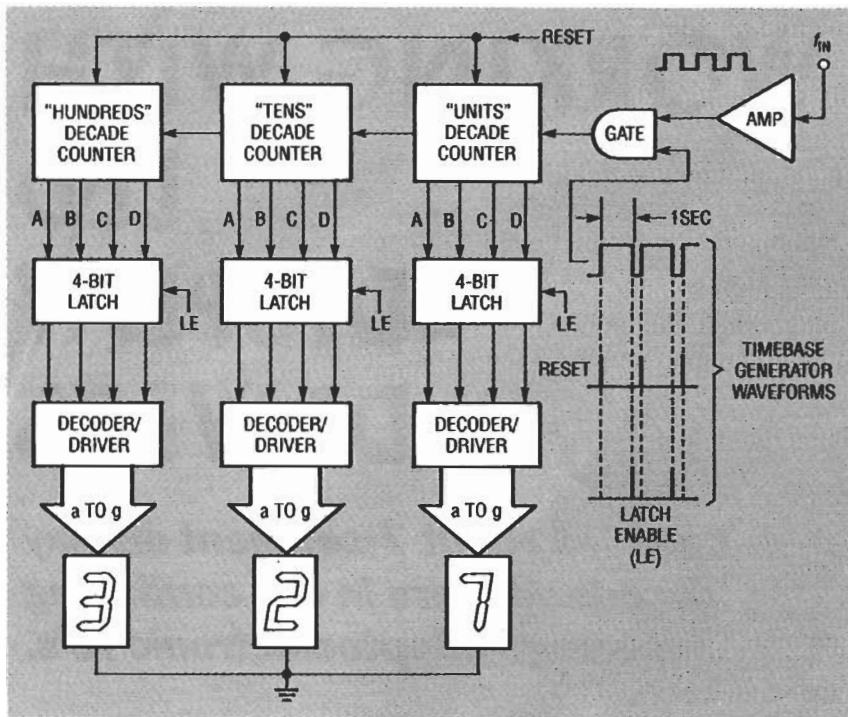 RESET
f_IN
"HUNDREDS"
DECADE
COUNTER
"TENS"
DECADE
COUNTER
"UNITS"
DECADE
COUNTER
GATE
AMP
A B C D
A B C D
A B C D
1SEC
4-BIT
LATCH
LE
4-BIT
LATCH
LE
4-BIT
LATCH
LE
RESET
TIMEBASE
GENERATOR
WAVEFORMS
DECODER/
DRIVER
DECODER/
DRIVER
DECODER/
DRIVER
LATCH
ENABLE
(LE)
a TO g
a TO g
a TO g
3
2
7